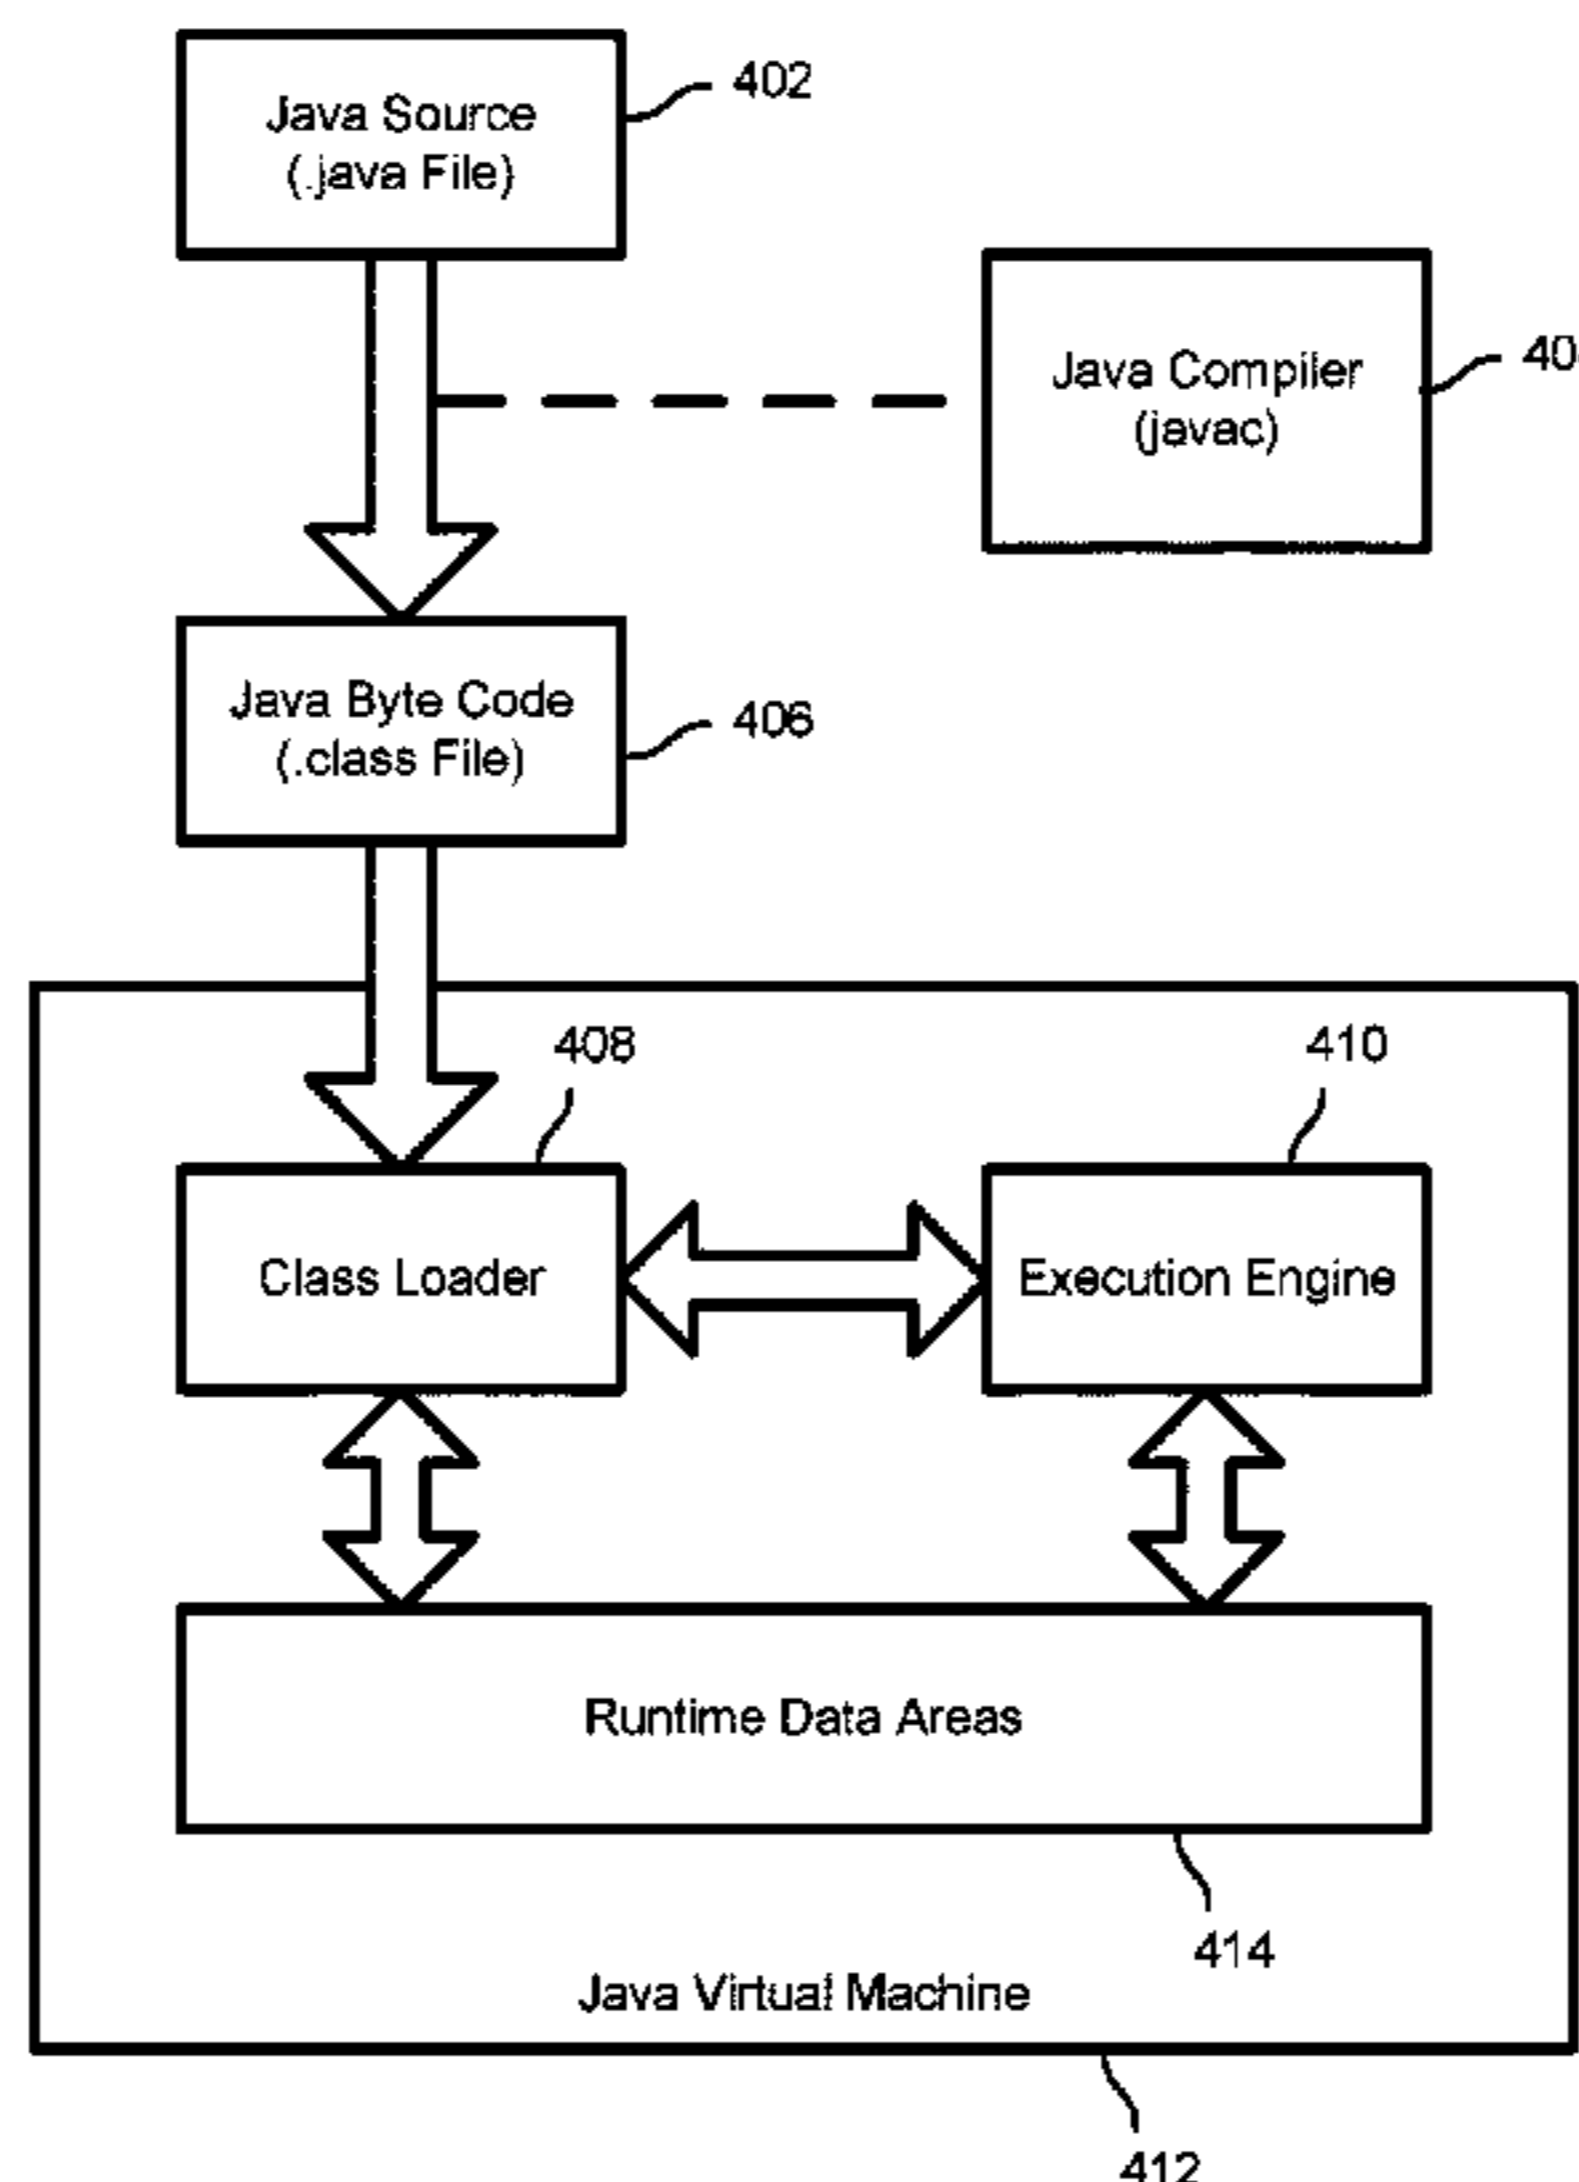 Java Source
(.java File)
402
Java Compiler
(javac)
40
Java Byte Code
(.class File)
406
408
410
Class Loader
Execution Engine
Runtime Data Areas
414
Java Virtual Machine
412